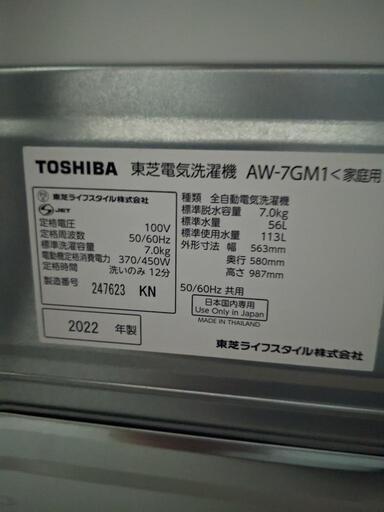 TOSHIBA 東芝電気洗濯機 AW-7GM1<家庭用
東芝ライフスタイル株式会社
JET
定格電圧 100V
定格周波数 50/60Hz
標準洗濯容量 7.0kg
電動機定格消費電力 370/450W
定格時間 洗いのみ 12分
製造番号 247623 KN
2022 年製
種類 全自動電気洗濯機
標準脱水容量 7.0kg
標準水量 56L
標準使用水量 113L
外形寸法 幅 563mm
奥行 580mm
高さ 987mm
50/60Hz 共用
日本国内専用
Use Only in Japan
MADE IN THAILAND
東芝ライフスタイル株式会社